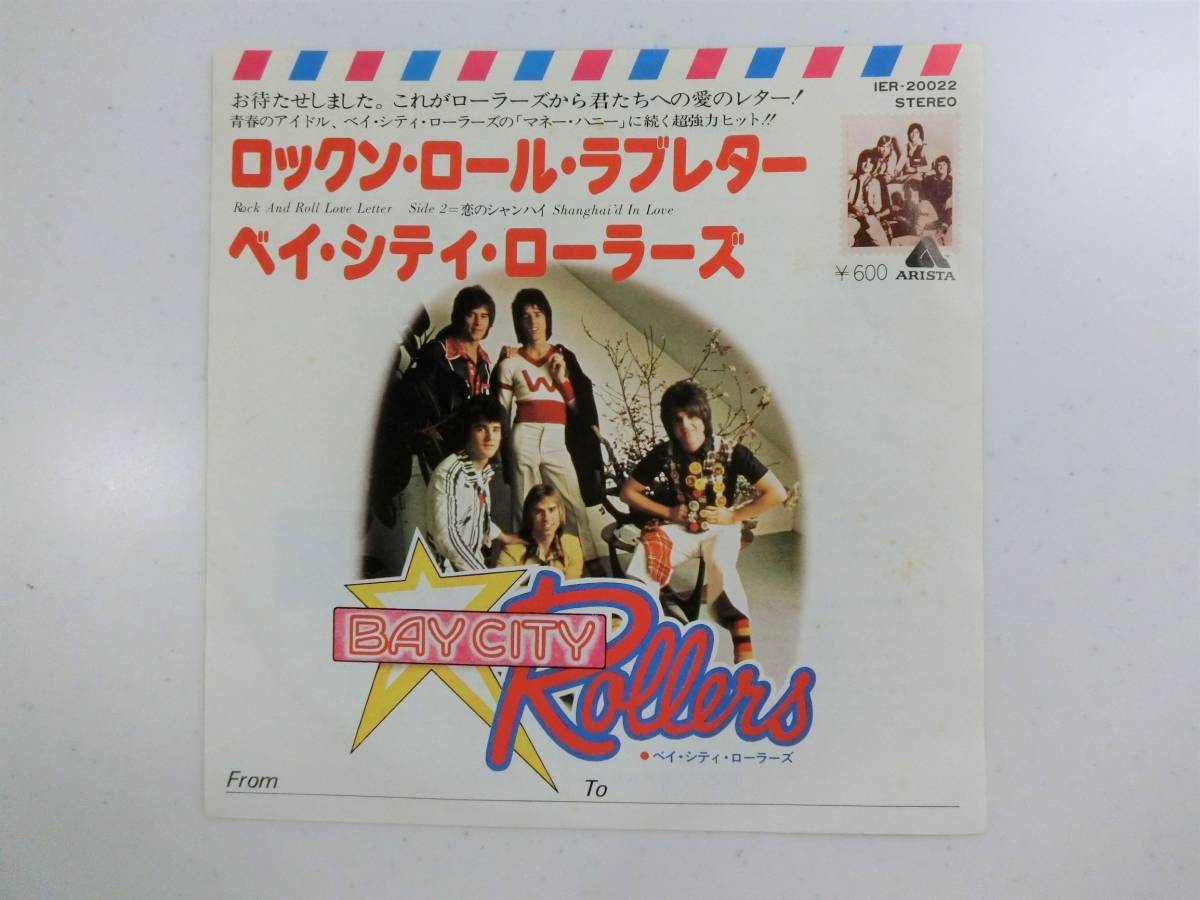 IER-20022
STEREO
お待たせしました。これがローラーズから君たちへの愛のレター!
青春のアイドル、ベイ・シティ・ローラーズの「マネー・ハニー」に続く超強力ヒット!!
ロックン・ロール・ラブレター
Rock And Roll Love Letter Side 2=恋のシャンハイ Shanghai'd In Love
ベイ・シティ・ローラーズ
¥600 ARISTA
W
BAY CITY
Rollers
●ベイ・シティ・ローラーズ
From To